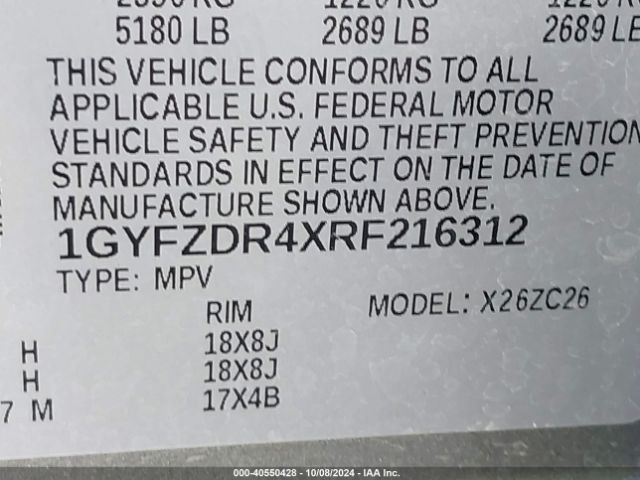 5180 LB 2689 LB 2689 LB
THIS VEHICLE CONFORMS TO ALL
APPLICABLE U.S. FEDERAL MOTOR
VEHICLE SAFETY AND THEFT PREVENTION
STANDARDS IN EFFECT ON THE DATE OF
MANUFACTURE SHOWN ABOVE.
1GYFZDR4XRF216312
TYPE: MPV
RIM MODEL: X26ZC26
H 18X8J
H 18X8J
7 M 17X4B
000-40550428 - 10/08/2024 - IAA Inc.